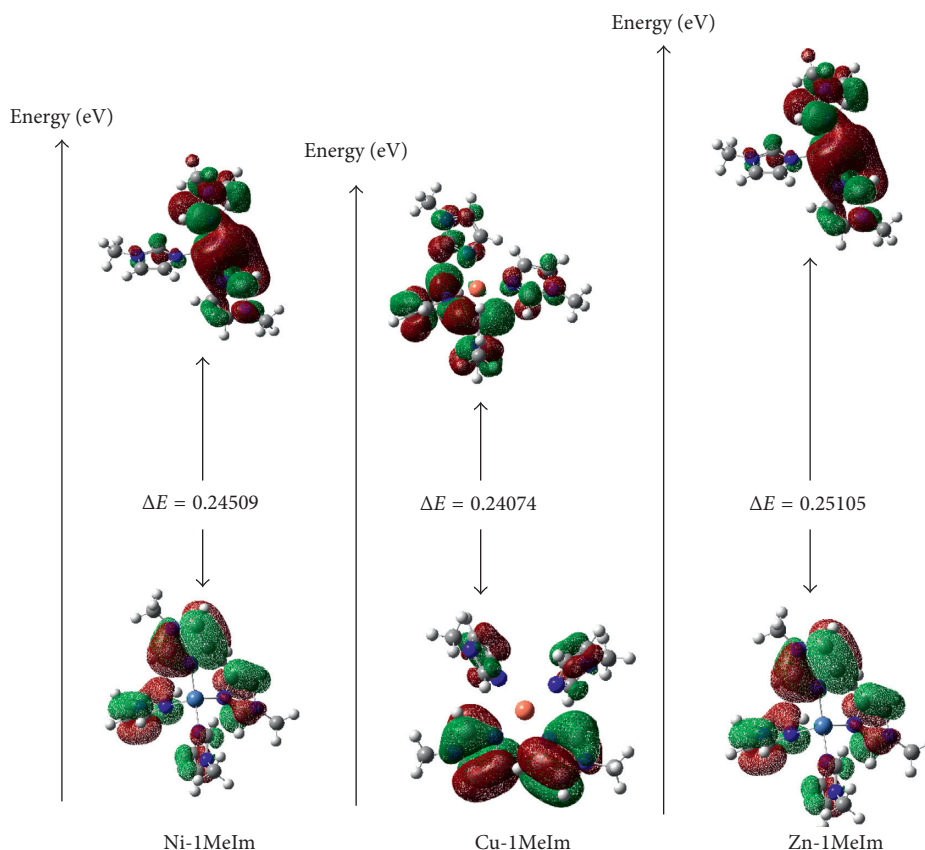 Energy (eV)
Energy (eV)
Energy (eV)
ΔE = 0.24509
ΔE = 0.24074
ΔE = 0.25105
Ni-1MeIm
Cu-1MeIm
Zn-1MeIm